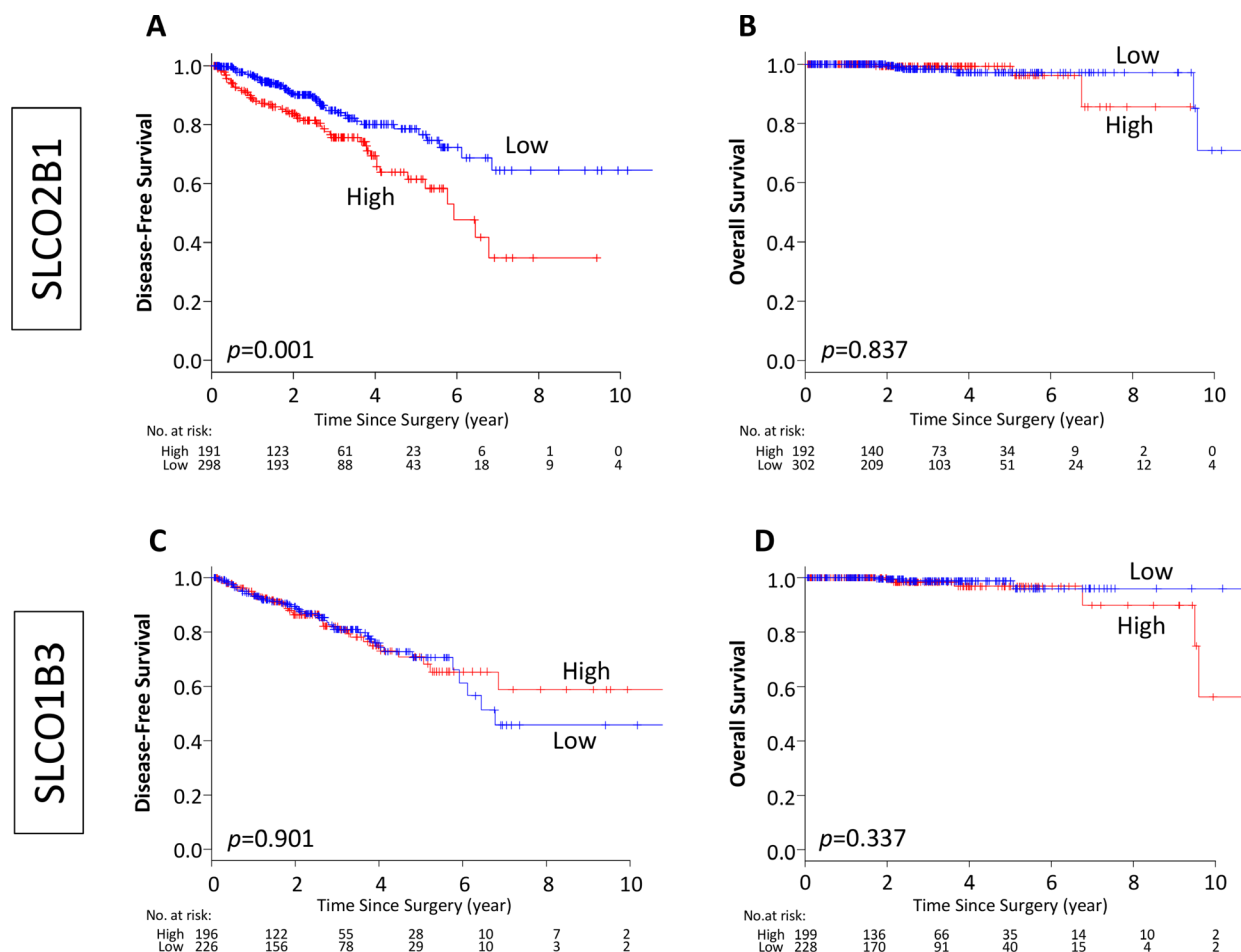 SLCO2B1
A
Disease-Free Survival
1.0
0.8
0.6
0.4
0.2
0.0
Low
High
p=0.001
0 2 4 6 8 10
Time Since Surgery (year)
No. at risk:
High 191 123 61 23 6 1 0
Low 298 193 88 43 18 9 4
B
Overall Survival
1.0
0.8
0.6
0.4
0.2
0.0
Low
High
p=0.837
0 2 4 6 8 10
Time Since Surgery (year)
No. at risk:
High 192 140 73 34 9 2 0
Low 302 209 103 51 24 12 4
SLCO1B3
C
Disease-Free Survival
1.0
0.8
0.6
0.4
0.2
0.0
High
Low
p=0.901
0 2 4 6 8 10
Time Since Surgery (year)
No. at risk:
High 196 122 55 28 10 7 2
Low 226 156 78 29 10 3 2
D
Overall Survival
1.0
0.8
0.6
0.4
0.2
0.0
Low
High
p=0.337
0 2 4 6 8 10
Time Since Surgery (year)
No.at risk:
High 199 136 66 35 14 10 2
Low 228 170 91 40 15 4 2